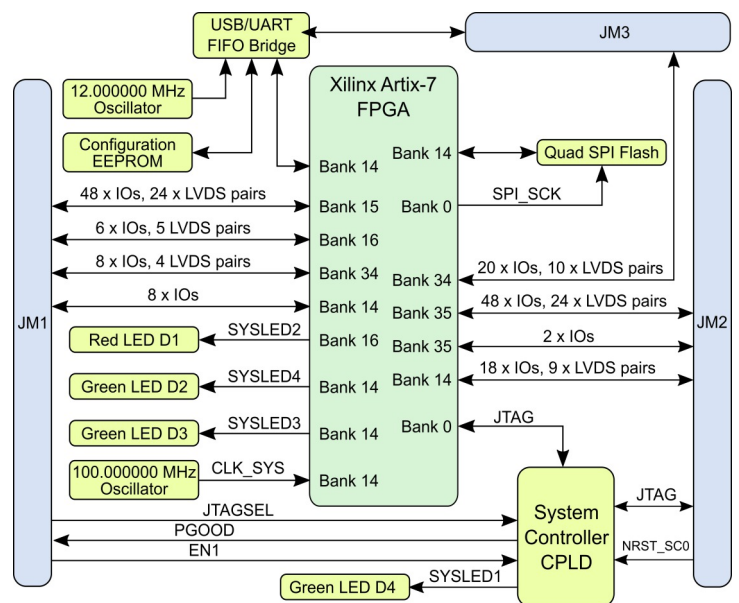 USB/UART
FIFO Bridge
JM3
12.000000 MHz
Oscillator
Xilinx Artix-7
FPGA
Configuration
EEPROM
Bank 14
Bank 14
Quad SPI Flash
48 x IOs, 24 x LVDS pairs
Bank 15
Bank 0
SPI_SCK
6 x IOs, 5 LVDS pairs
Bank 16
8 x IOs, 4 LVDS pairs
Bank 34
Bank 34
20 x IOs, 10 x LVDS pairs
8 x IOs
Bank 14
Bank 35
48 x IOs, 24 x LVDS pairs
JM1
JM2
Red LED D1
SYSLED2
Bank 16
Bank 35
2 x IOs
Green LED D2
SYSLED4
Bank 14
Bank 14
18 x IOs, 9 x LVDS pairs
Green LED D3
SYSLED3
Bank 14
Bank 0
JTAG
100.000000 MHz
Oscillator
CLK_SYS
Bank 14
JTAGSEL
PGOOD
EN1
System
Controller
CPLD
JTAG
NRST_SC0
Green LED D4
SYSLED1